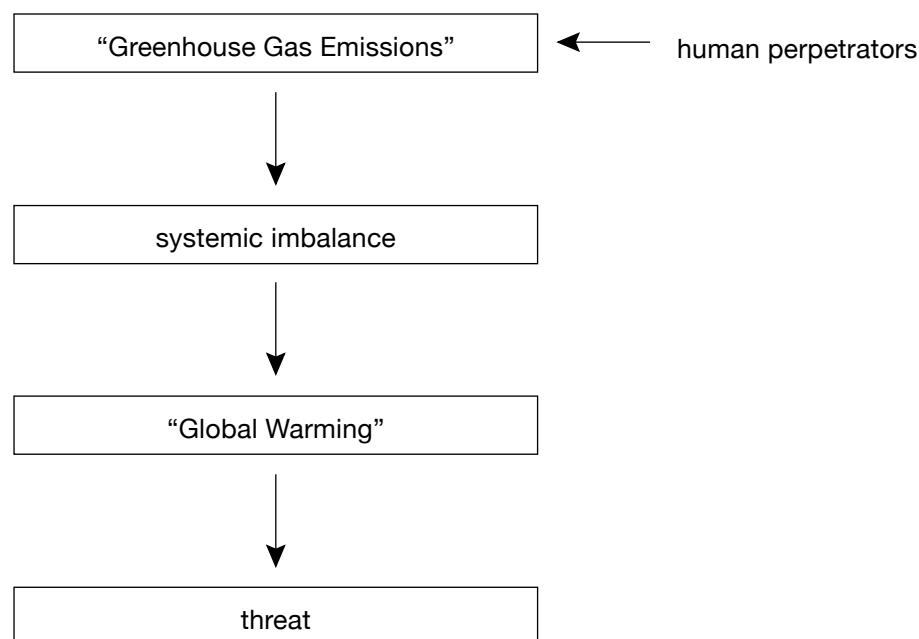 “Greenhouse Gas Emissions”
human perpetrators
systemic imbalance
“Global Warming”
threat